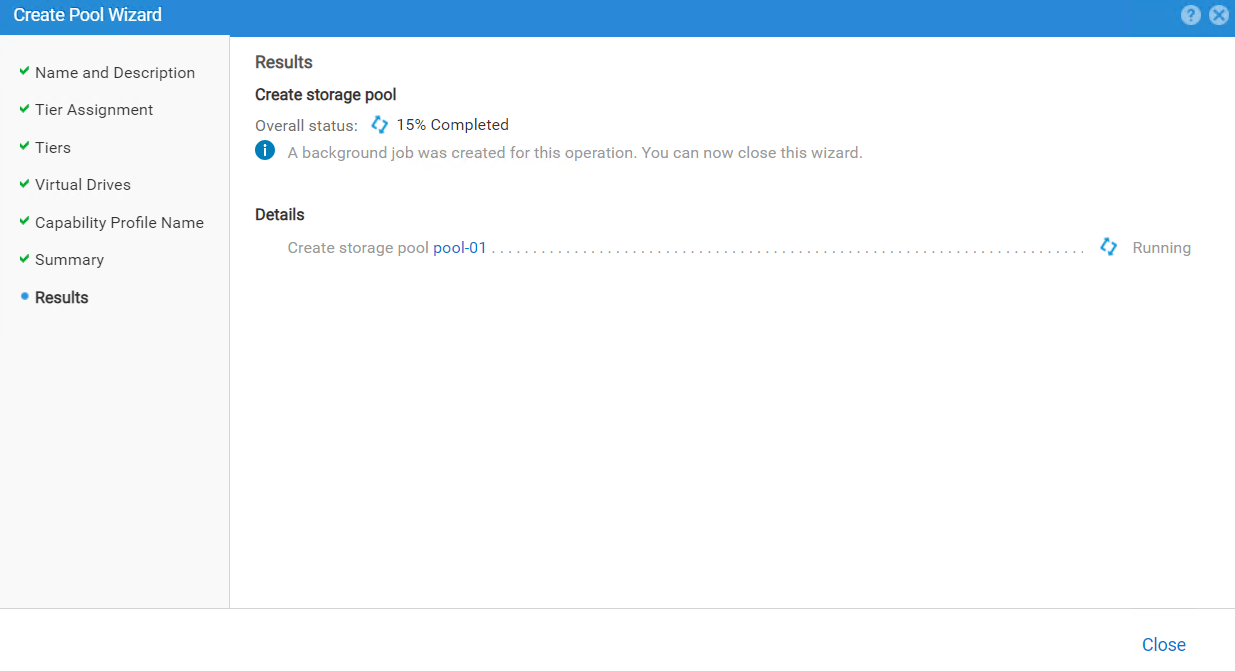 Create Pool Wizard
Name and Description
Tier Assignment
Tiers
Virtual Drives
Capability Profile Name
Summary
Results
Results
Create storage pool
Overall status: 15% Completed
A background job was created for this operation. You can now close this wizard.
Details
Create storage pool pool-01 . . . . . . . . . . . . . . . . . . . . . . . . . . . . . . . . . . . . . . . . . . . . . . . . . . . . . . . . . . . . . . . . . . . . . . . . Running
Close